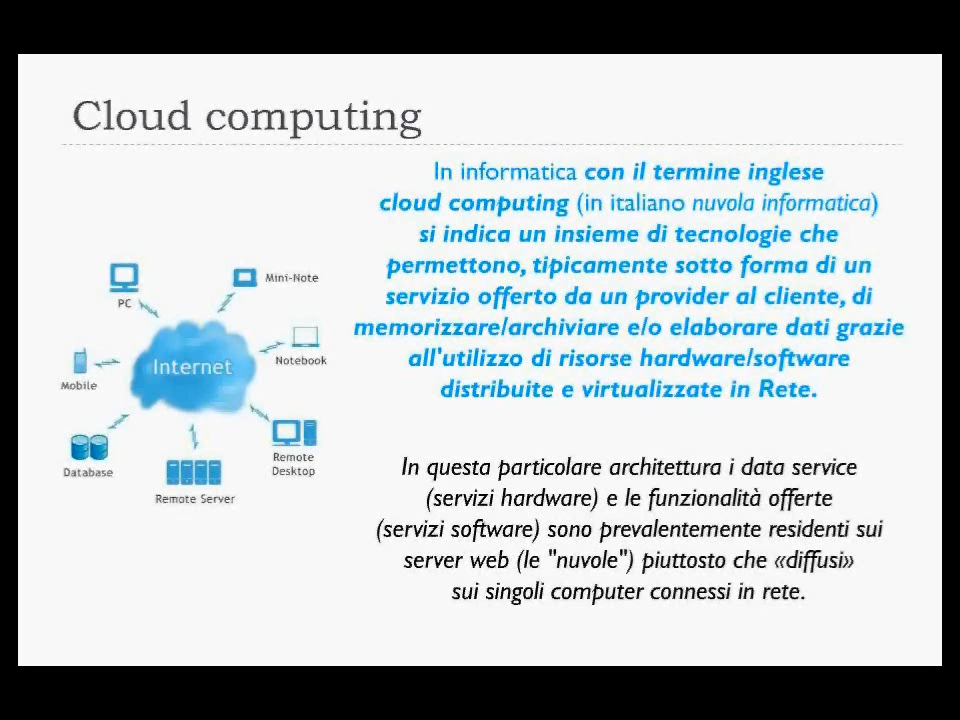 Cloud computing
In informatica con il termine inglese
cloud computing (in italiano nuvola informatica)
si indica un insieme di tecnologie che
permettono, tipicamente sotto forma di un
servizio offerto da un provider al cliente, di
memorizzare/archiviare e/o elaborare dati grazie
all'utilizzo di risorse hardware/software
distribuite e virtualizzate in Rete.
In questa particolare architettura i data service
(servizi hardware) e le funzionalità offerte
(servizi software) sono prevalentemente residenti sui
server web (le "nuvole") piuttosto che «diffusi»
sui singoli computer connessi in rete.
PC
Mini-Note
Internet
Notebook
Mobile
Database
Remote
Desktop
Remote Server